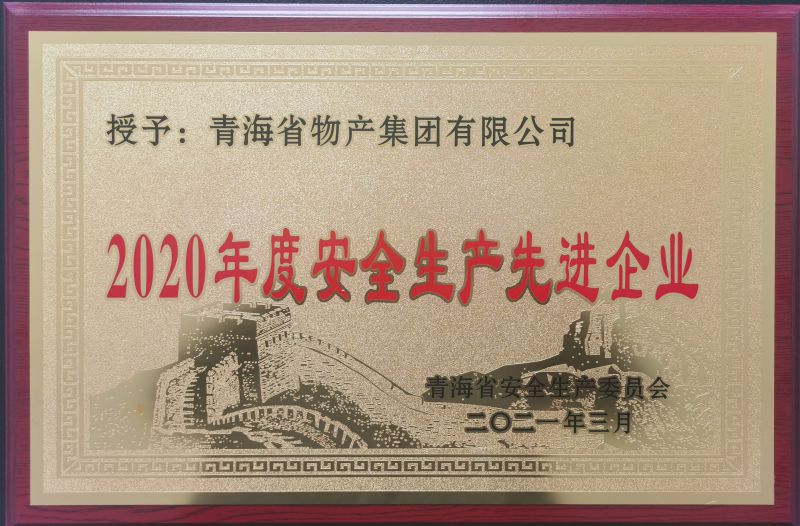 授予：青海省物产集团有限公司
2020年度安全生产先进企业
青海省安全生产委员会
二〇二一年三月